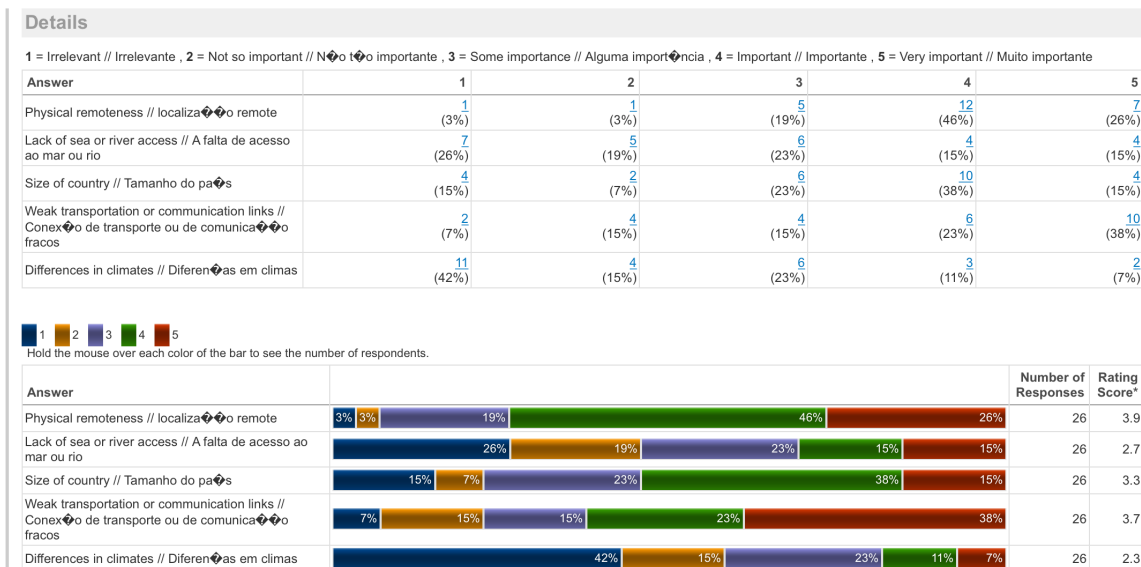 Details
1 = Irrelevant // Irrelevante , 2 = Not so important // N�o t�o importante , 3 = Some importance // Alguma import�ncia , 4 = Important // Importante , 5 = Very important // Muito importante
Answer 1 2 3 4 5
Physical remoteness // localiza��o remote 1 (3%) 1 (3%) 5 (19%) 12 (46%) 7 (26%)
Lack of sea or river access // A falta de acesso
ao mar ou rio 7 (26%) 5 (19%) 6 (23%) 4 (15%) 4 (15%)
Size of country // Tamanho do pa�s 4 (15%) 2 (7%) 6 (23%) 10 (38%) 4 (15%)
Weak transportation or communication links //
Conex�o de transporte ou de comunica��o
fracos 2 (7%) 4 (15%) 4 (15%) 6 (23%) 10 (38%)
Differences in climates // Diferen�as em climas 11 (42%) 4 (15%) 6 (23%) 3 (11%) 2 (7%)
1 2 3 4 5
Hold the mouse over each color of the bar to see the number of respondents.
Answer Number of Responses Rating Score*
Physical remoteness // localiza��o remote 3% 3% 19% 46% 26% 26 3.9
Lack of sea or river access // A falta de acesso ao
mar ou rio 26% 19% 23% 15% 15% 26 2.7
Size of country // Tamanho do pa�s 15% 7% 23% 38% 15% 26 3.3
Weak transportation or communication links //
Conex�o de transporte ou de comunica��o
fracos 7% 15% 15% 23% 38% 26 3.7
Differences in climates // Diferen�as em climas 42% 15% 23% 11% 7% 26 2.3